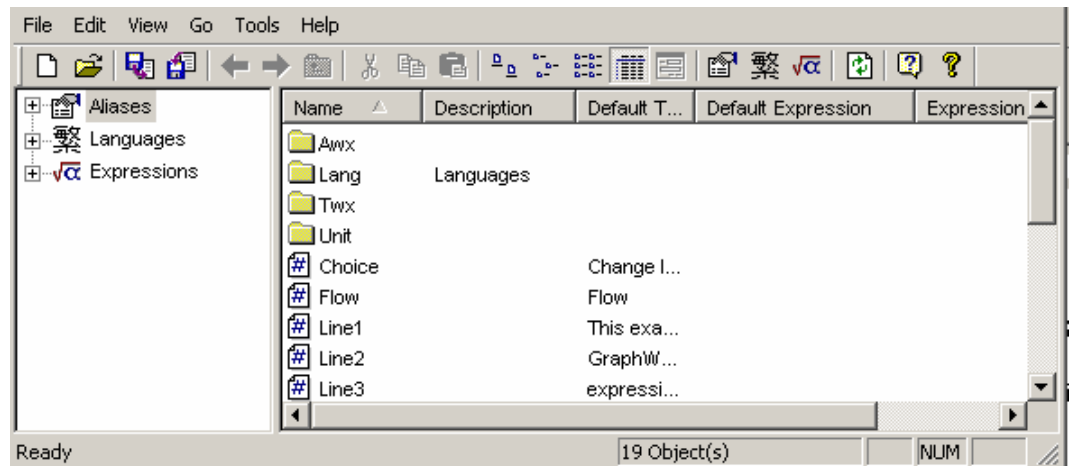 File Edit View Go Tools Help
繁 √α
Aliases
繁 Languages
√α Expressions
Name Description Default T... Default Expression Expression
Awx
Lang Languages
Twx
Unit
# Choice Change l...
# Flow Flow
# Line1 This exa...
# Line2 GraphW...
# Line3 expressi...
Ready 19 Object(s) NUM